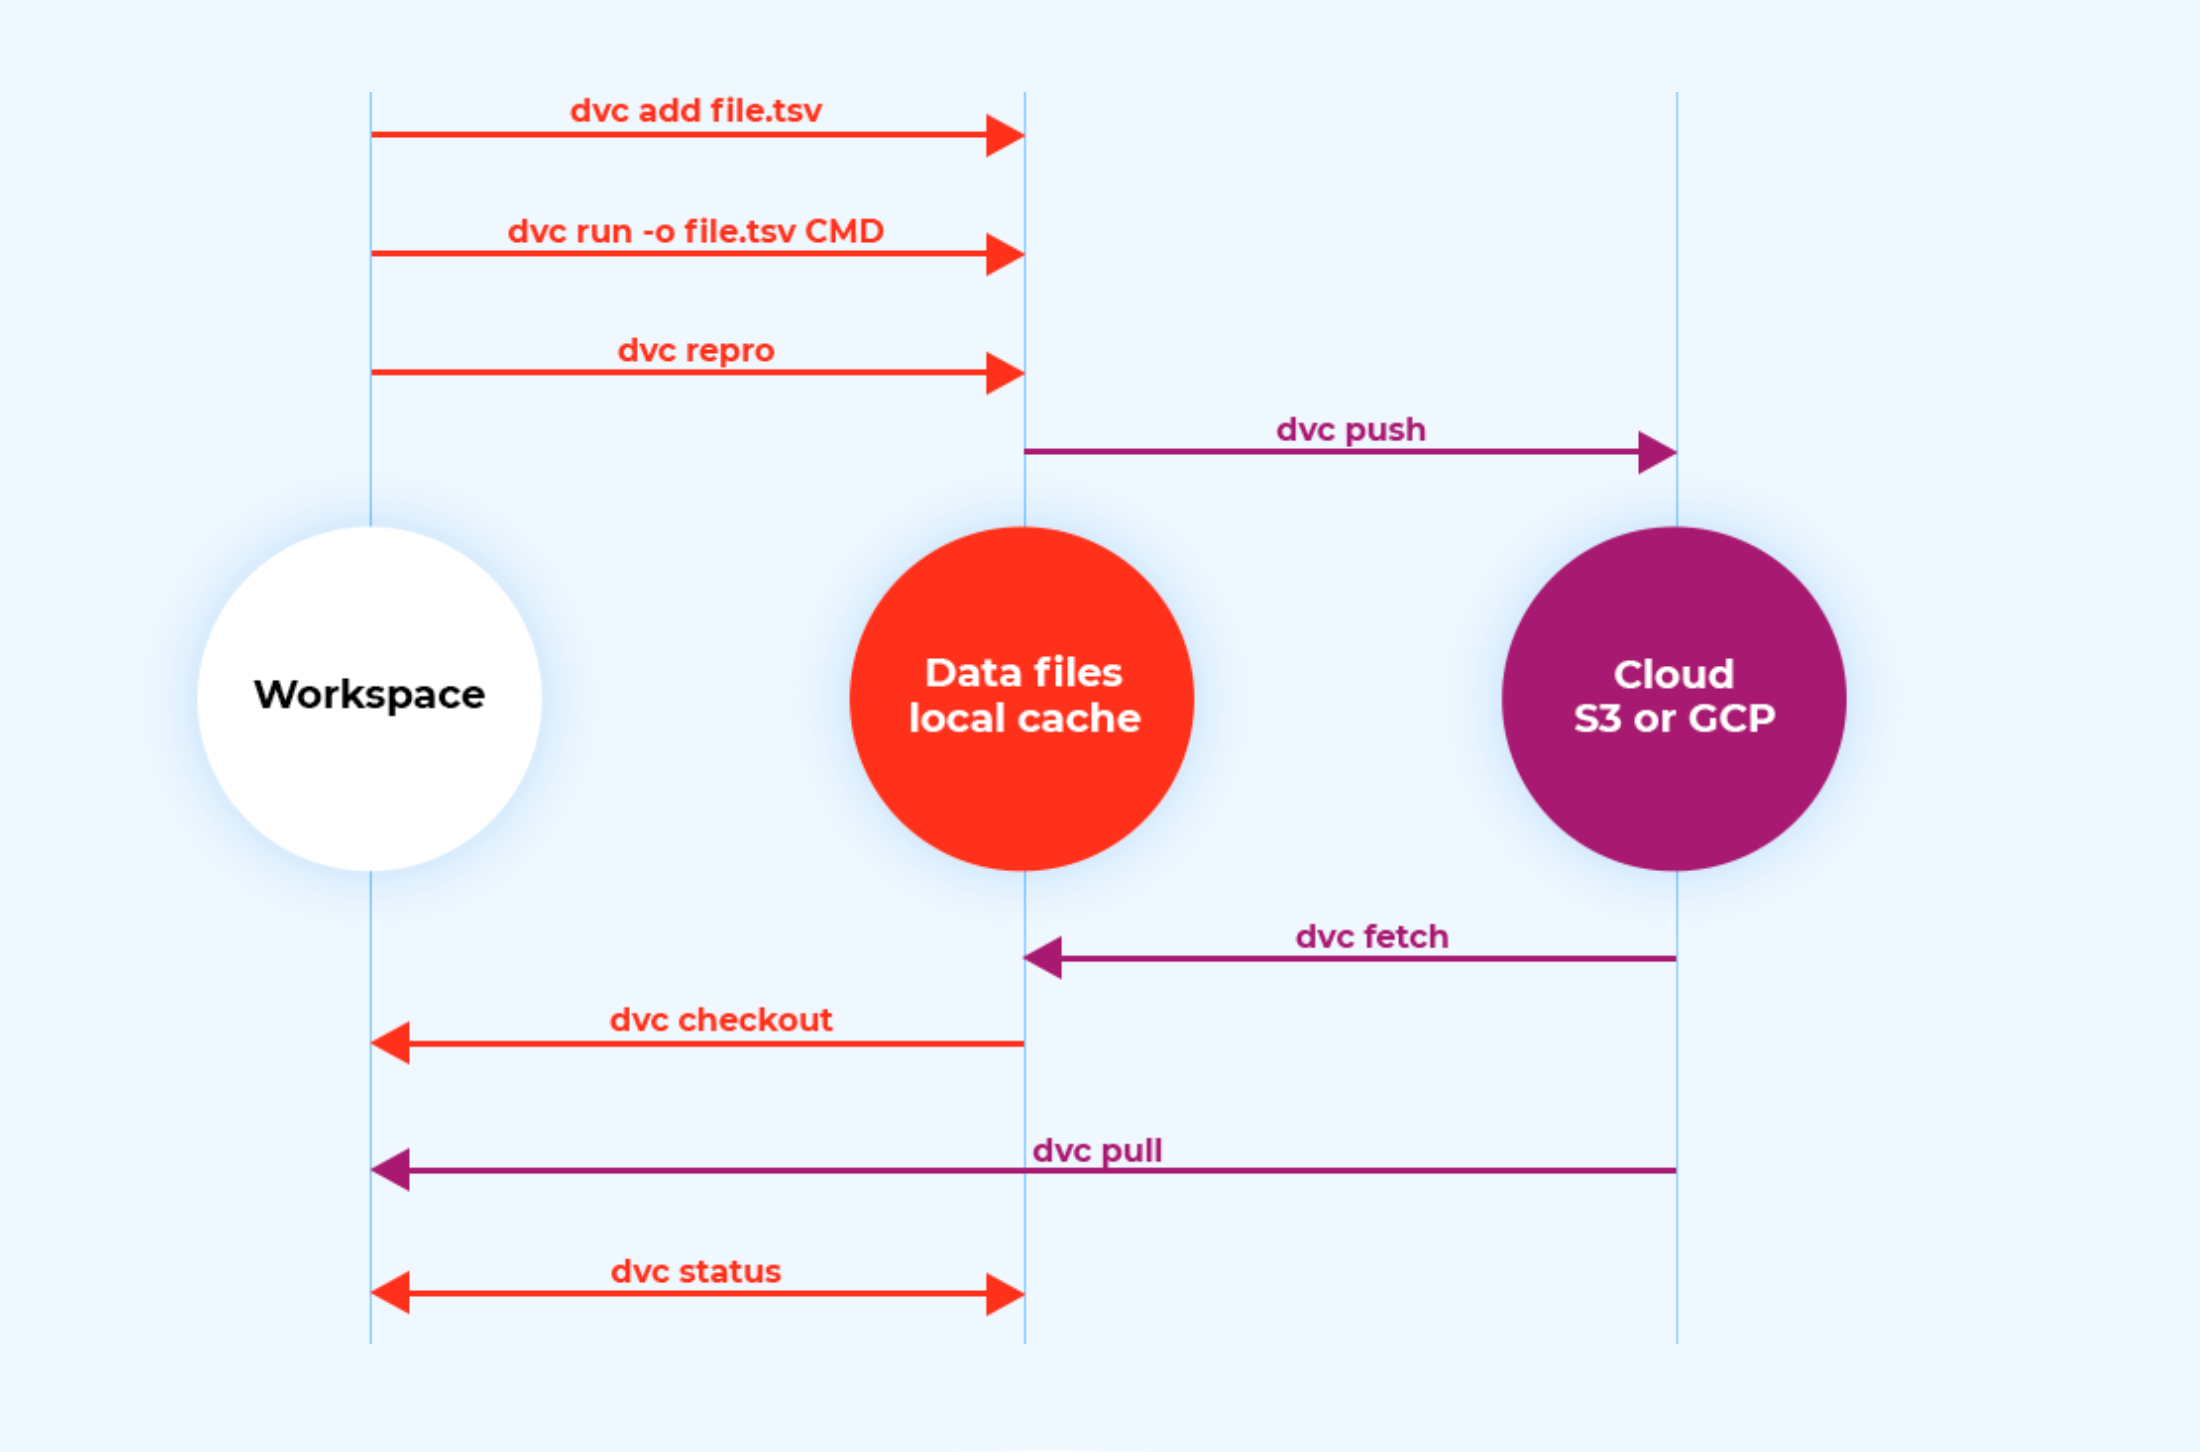 dvc add file.tsv
dvc run -o file.tsv CMD
dvc repro
dvc push
Workspace
Data files
local cache
Cloud
S3 or GCP
dvc fetch
dvc checkout
dvc pull
dvc status